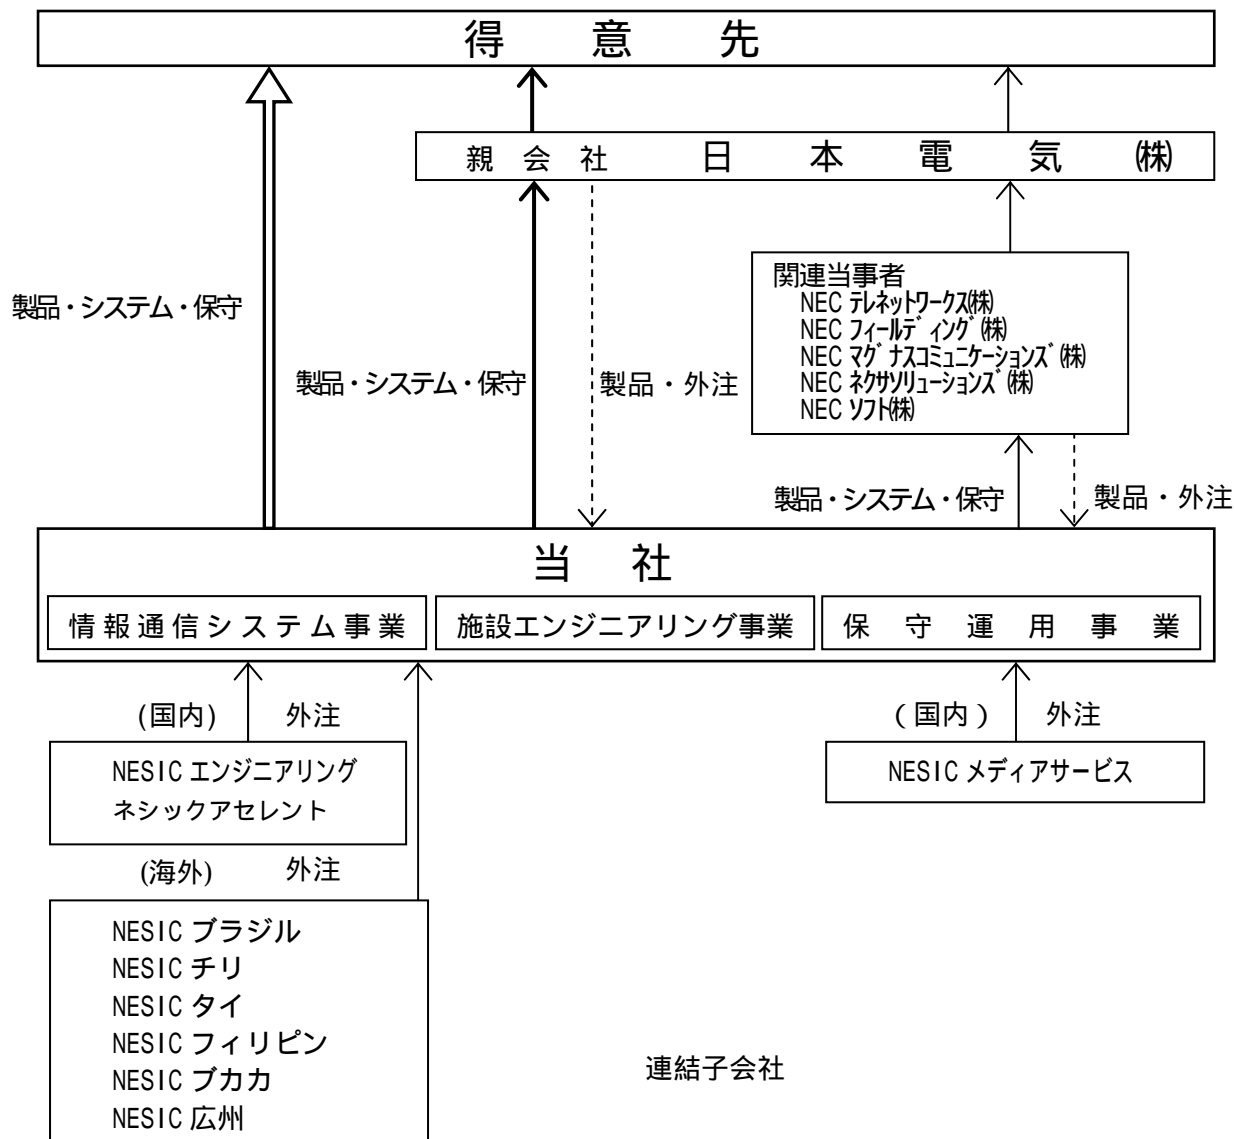 得意先
親会社 日本電気㈱
関連当事者
NEC テレネットワークス㈱
NEC フィールディング㈱
NEC マグナスコミュニケーションズ㈱
NEC ネクサソリューションズ㈱
NEC ソフト㈱
製品・システム・保守
製品・システム・保守
製品・外注
製品・システム・保守
製品・外注
当社
情報通信システム事業
施設エンジニアリング事業
保守運用事業
(国内) 外注
(国内) 外注
NESIC エンジニアリング
ネシックアセレント
NESIC メディアサービス
(海外) 外注
NESIC ブラジル
NESIC チリ
NESIC タイ
NESIC フィリピン
NESIC ブカカ
NESIC 広州
連結子会社